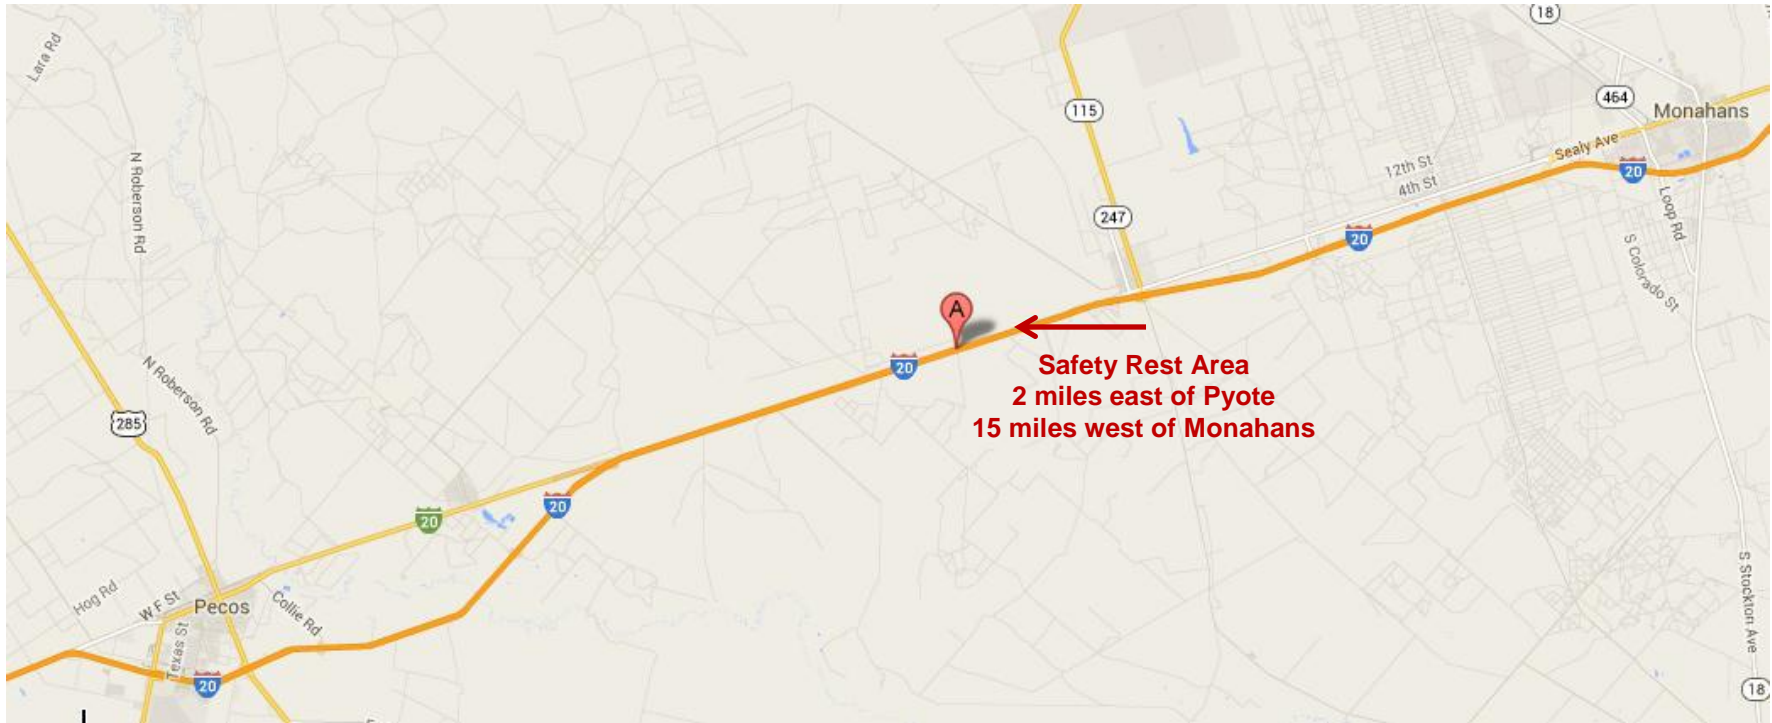 18
Lara Rd
464
Monahans
115
Sealy Ave
12th St
4th St
20
N Roberson Rd
247
Loop Rd
20
S Colorado St
A
Safety Rest Area
2 miles east of Pyote
15 miles west of Monahans
20
N Roberson Rd
285
20
20
S Stockton Ave
Hog Rd
W F St
Pecos
Collie Rd
Texas St
20
18